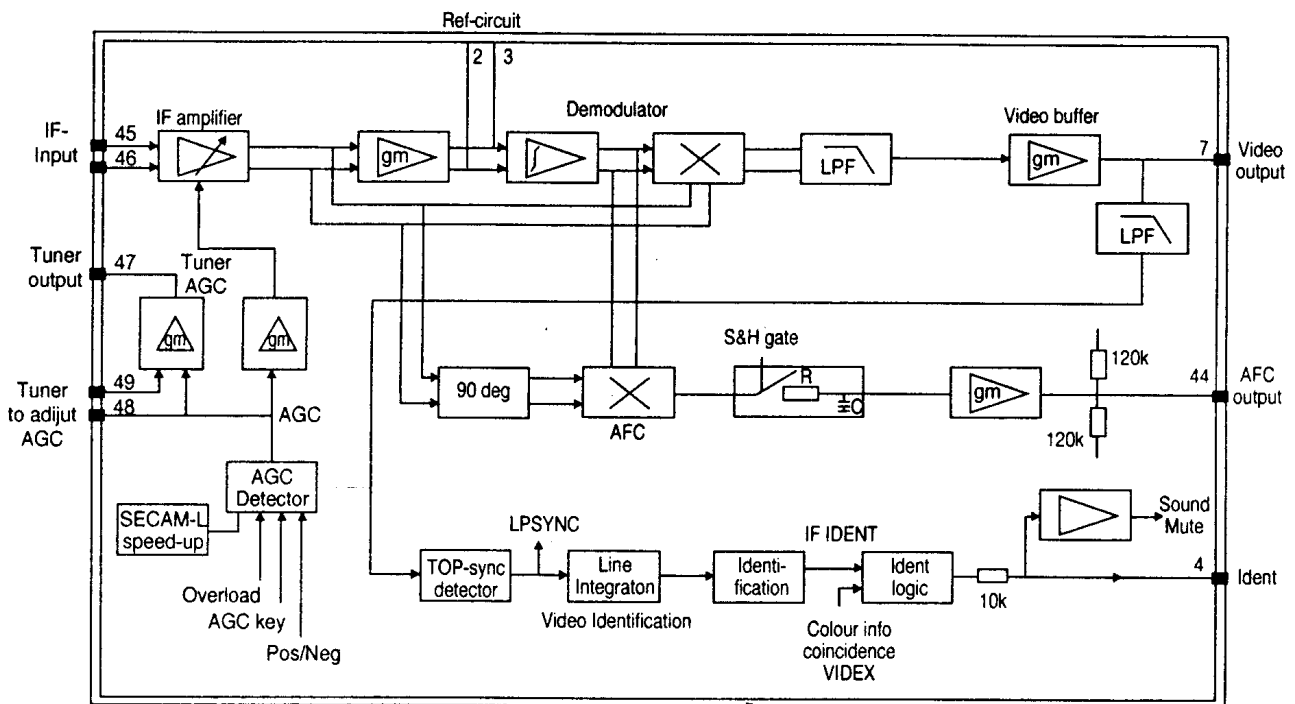 Ref-circuit
2 3
IF-
Input
45
46
IF amplifier
gm
Demodulator
LPF
Video buffer
gm
7
Video
output
LPF
Tuner
output
47
Tuner
AGC
gm
gm
49
Tuner
to adijut
AGC
48
AGC
AGC
Detector
SECAM-L
speed-up
Overload
AGC key
Pos/Neg
90 deg
AFC
S&H gate
R
C
gm
120k
120k
44
AFC
output
TOP-sync
detector
LPSYNC
Line
Integraton
Video Identification
Identi-
fication
IF IDENT
Ident
logic
Colour info
coincidence
VIDEX
10k
Sound
Mute
4
Ident